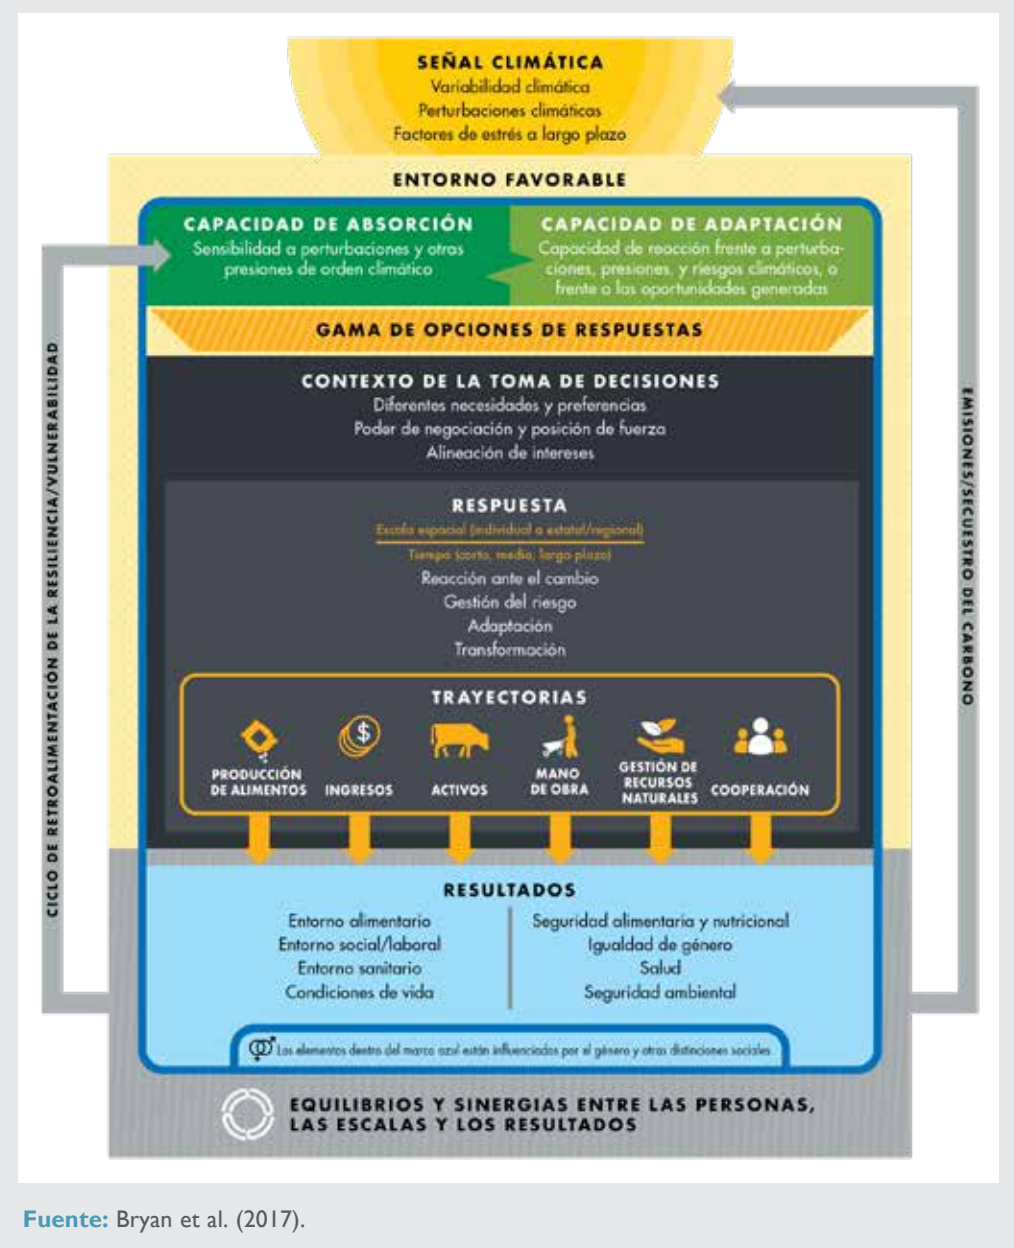 SEÑAL CLIMÁTICA
Variabilidad climática
Perturbaciones climáticas
Factores de estrés a largo plazo
ENTORNO FAVORABLE
CAPACIDAD DE ABSORCIÓN
Sensibilidad a perturbaciones y otras
presiones de orden climático
CAPACIDAD DE ADAPTACIÓN
Capacidad de reacción frente a perturba-
ciones, presiones, y riesgos climáticos, o
frente a las oportunidades generadas
GAMA DE OPCIONES DE RESPUESTAS
CONTEXTO DE LA TOMA DE DECISIONES
Diferentes necesidades y preferencias
Poder de negociación y posición de fuerza
Alineación de intereses
RESPUESTA
Escala espacial (individual a estatal/regional)
Tiempo (corto, medio, largo plazo)
Reacción ante el cambio
Gestión del riesgo
Adaptación
Transformación
TRAYECTORIAS
PRODUCCIÓN
DE ALIMENTOS
INGRESOS
ACTIVOS
MANO
DE OBRA
GESTIÓN DE
RECURSOS
NATURALES
COOPERACIÓN
RESULTADOS
Entorno alimentario
Entorno social/laboral
Entorno sanitario
Condiciones de vida
Seguridad alimentaria y nutricional
Igualdad de género
Salud
Seguridad ambiental
Los elementos dentro del marco azul están influenciados por el género y otras distinciones sociales
EQUILIBRIOS Y SINERGIAS ENTRE LAS PERSONAS,
LAS ESCALAS Y LOS RESULTADOS
CICLO DE RETROALIMENTACIÓN DE LA RESILIENCIA/VULNERABILIDAD
EMISIONES/SECUESTRO DEL CARBONO
Fuente: Bryan et al. (2017).